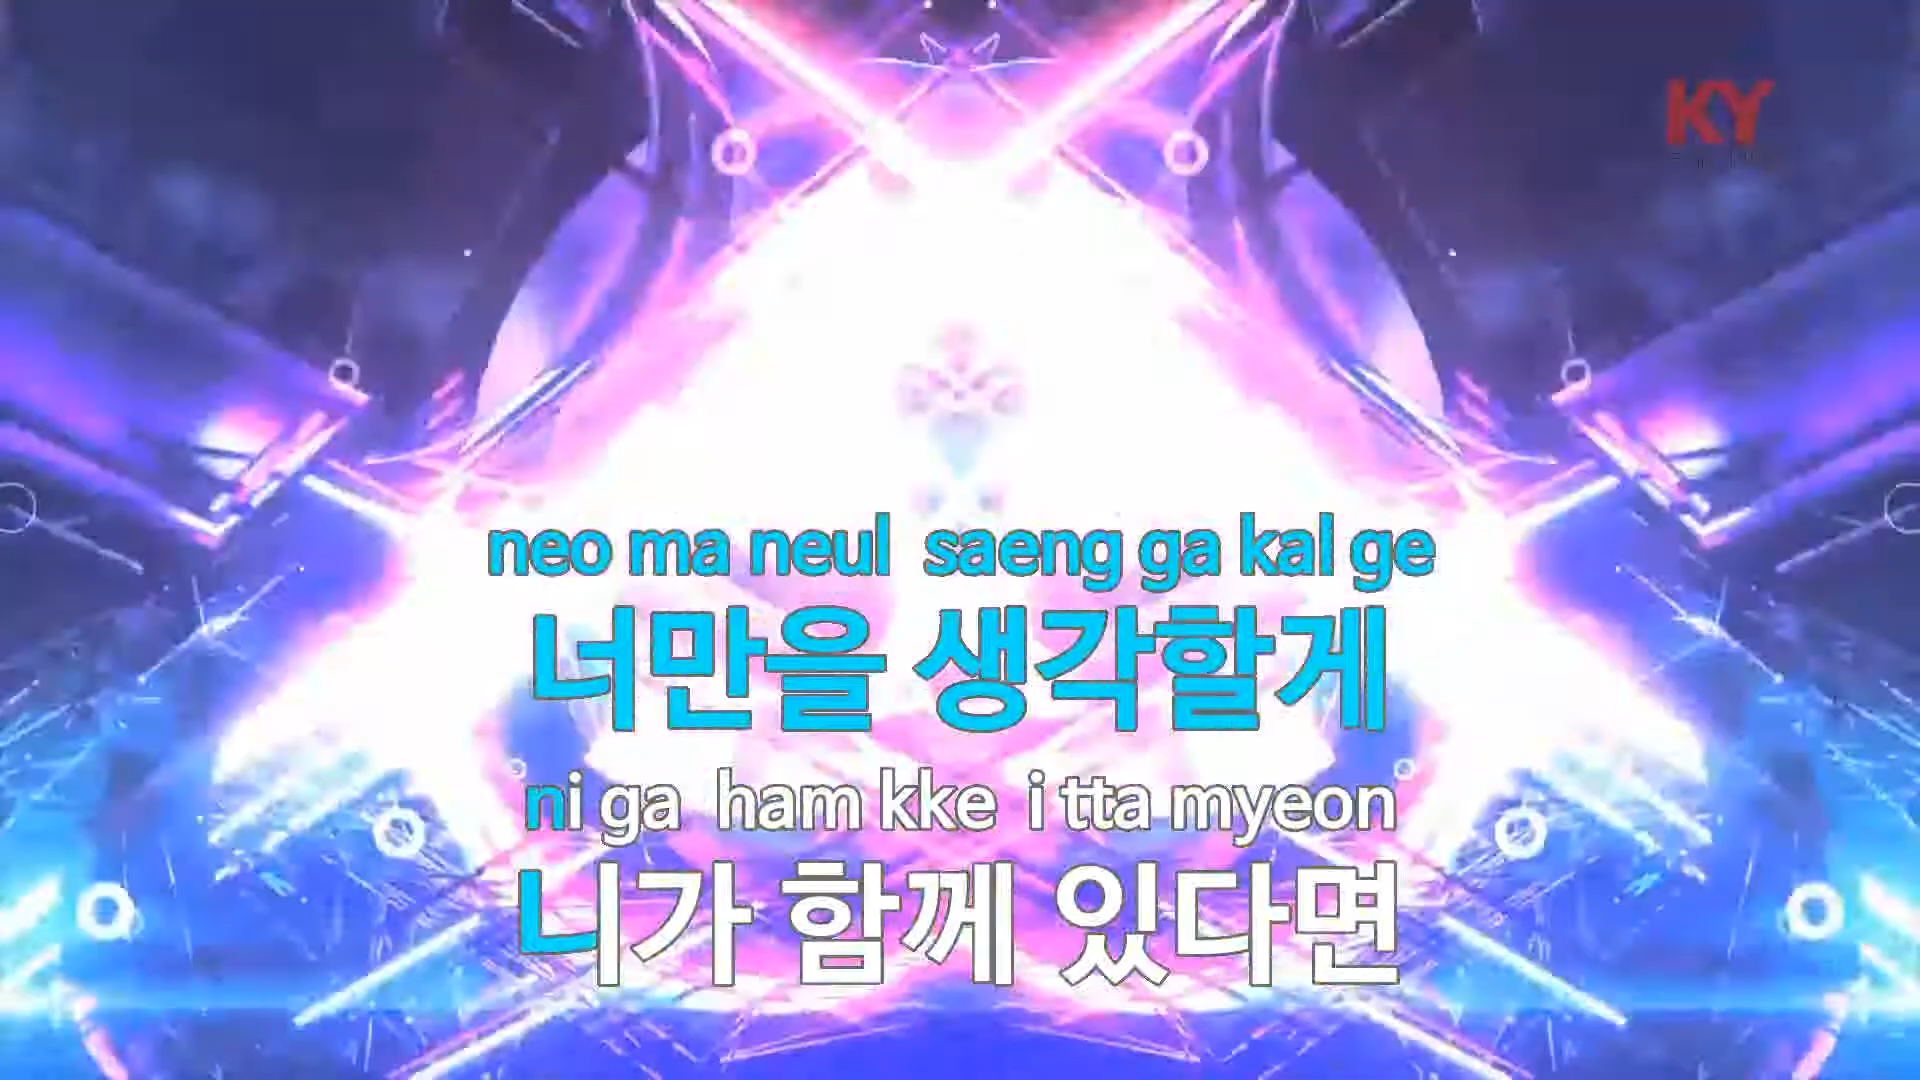 KY
neo ma neul saeng ga kal ge
너만을 생각할게
ni ga ham kke i tta myeon
니가 함께 있다면